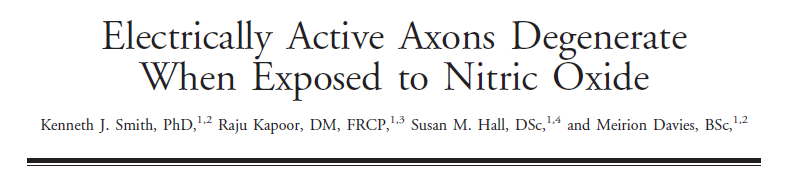 Electrically Active Axons Degenerate
When Exposed to Nitric Oxide
Kenneth J. Smith, PhD,1,2 Raju Kapoor, DM, FRCP,1,3 Susan M. Hall, DSc,1,4 and Meirion Davies, BSc,1,2